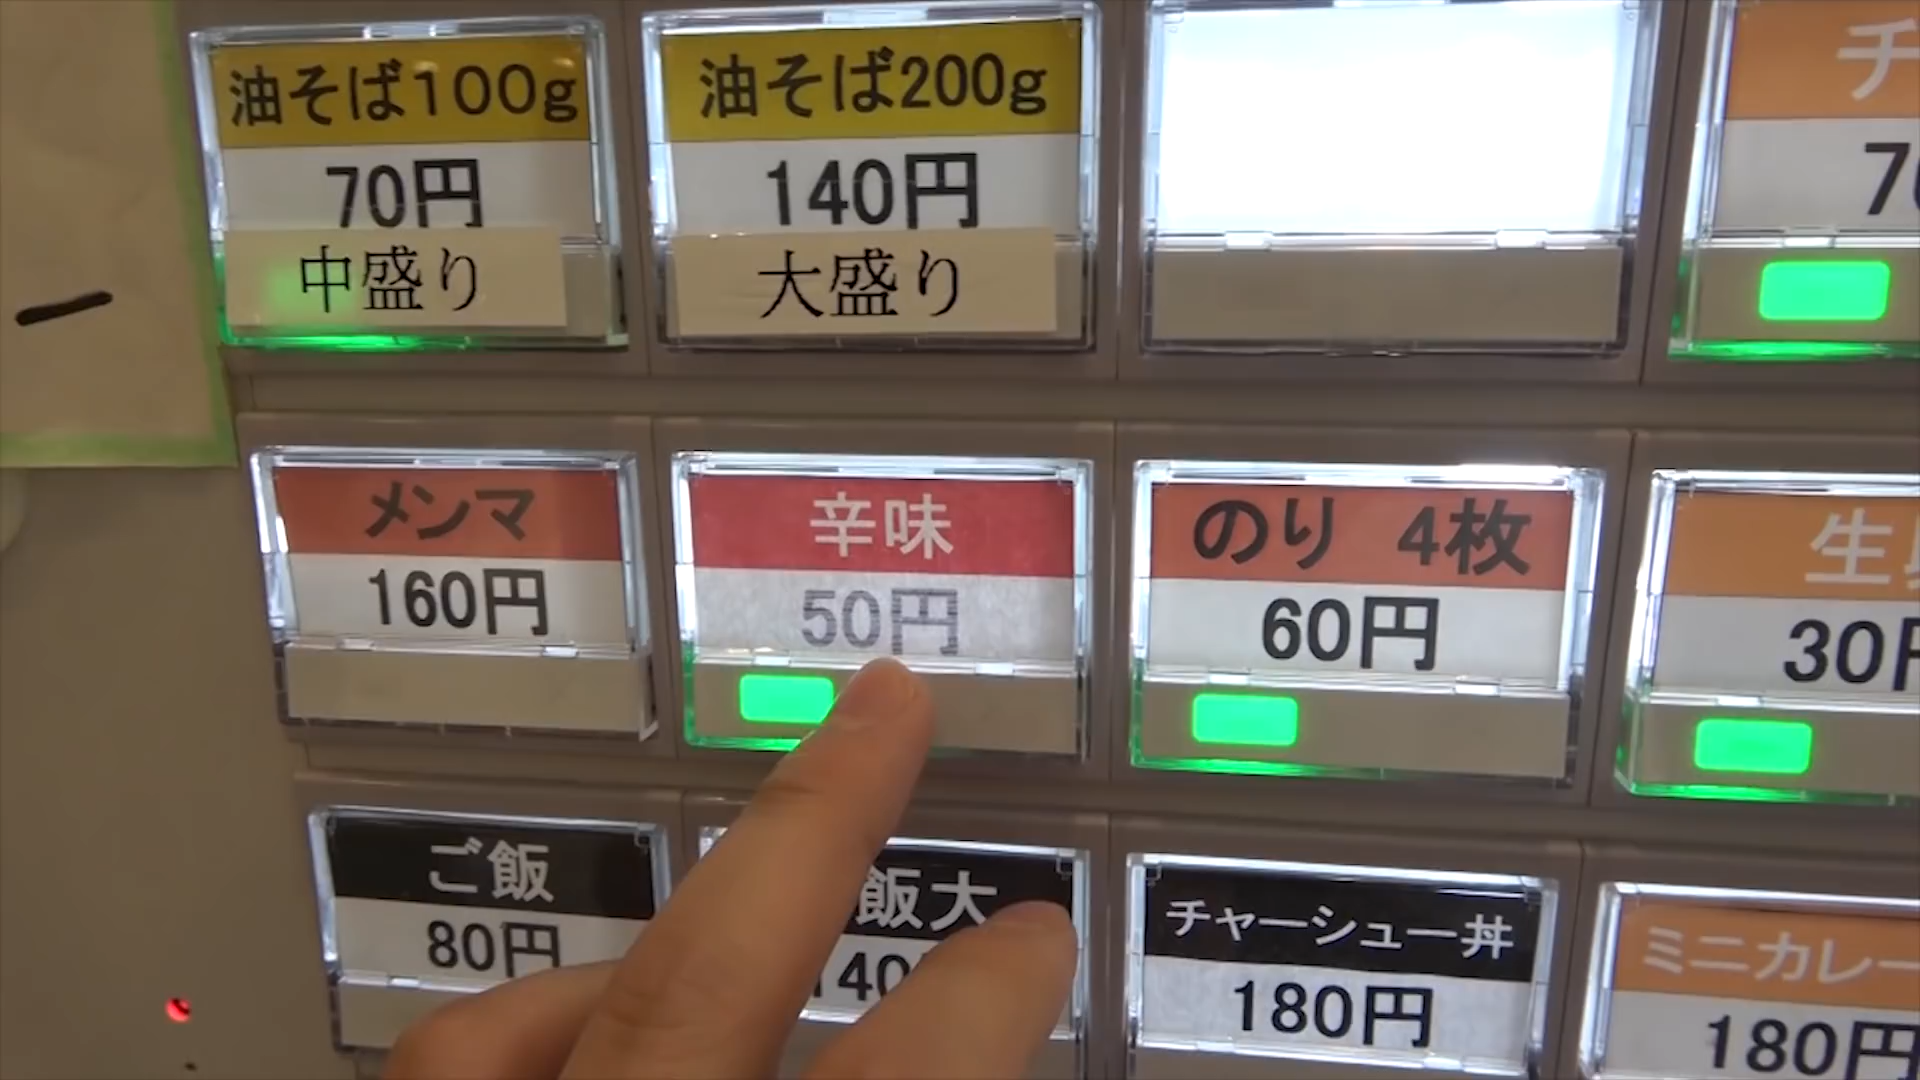 油そば100g
70円
中盛り
油そば200g
140円
大盛り
チ
メンマ
160円
辛味
50円
のり 4枚
60円
生
30円
ご飯
80円
飯大
140
チャーシュー丼
180円
ミニカレー
180円